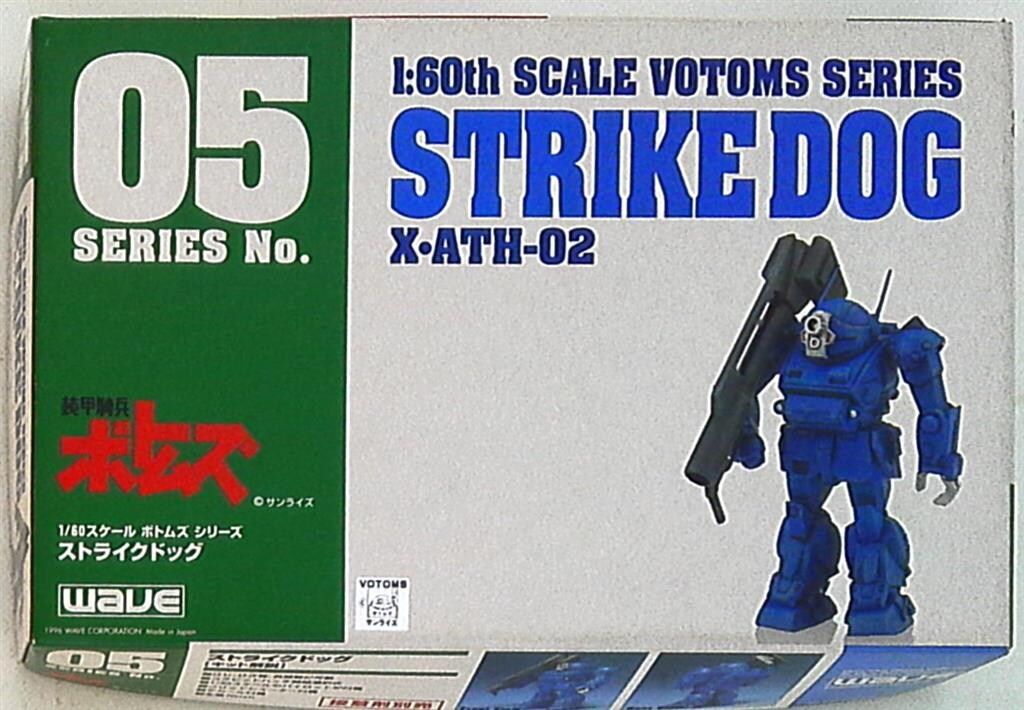 05
SERIES No.
装甲騎兵
ボトムズ
©サンライズ
1/60スケール ボトムズ シリーズ
ストライクドッグ
WAVE
1996 WAVE CORPORATION Made in Japan
1:60th SCALE VOTOMS SERIES
STRIKE DOG
X•ATH-02
VOTOMS
サンライズ
05
SERIES No.
ストライクドッグ